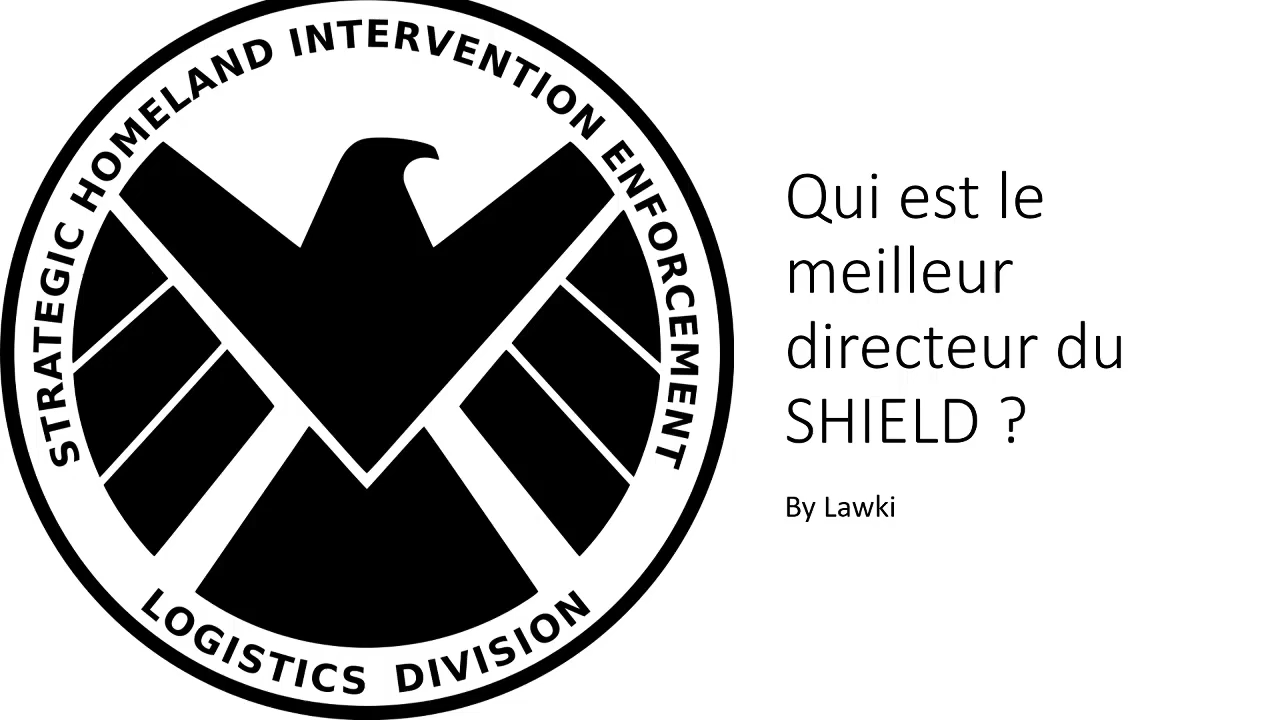 STRATEGIC HOMELAND INTERVENTION ENFORCEMENT
LOGISTICS DIVISION
Qui est le
meilleur
directeur du
SHIELD ?
By Lawki